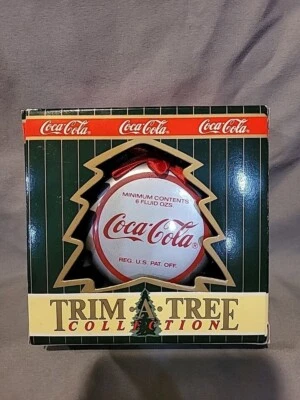 Coca-Cola® Coca-Cola® Coca-Cola®
MINIMUM CONTENTS
6 FLUID OZS.
Coca-Cola®
REG. U.S. PAT. OFF.
TRIM·A·TREE
COLLECTION